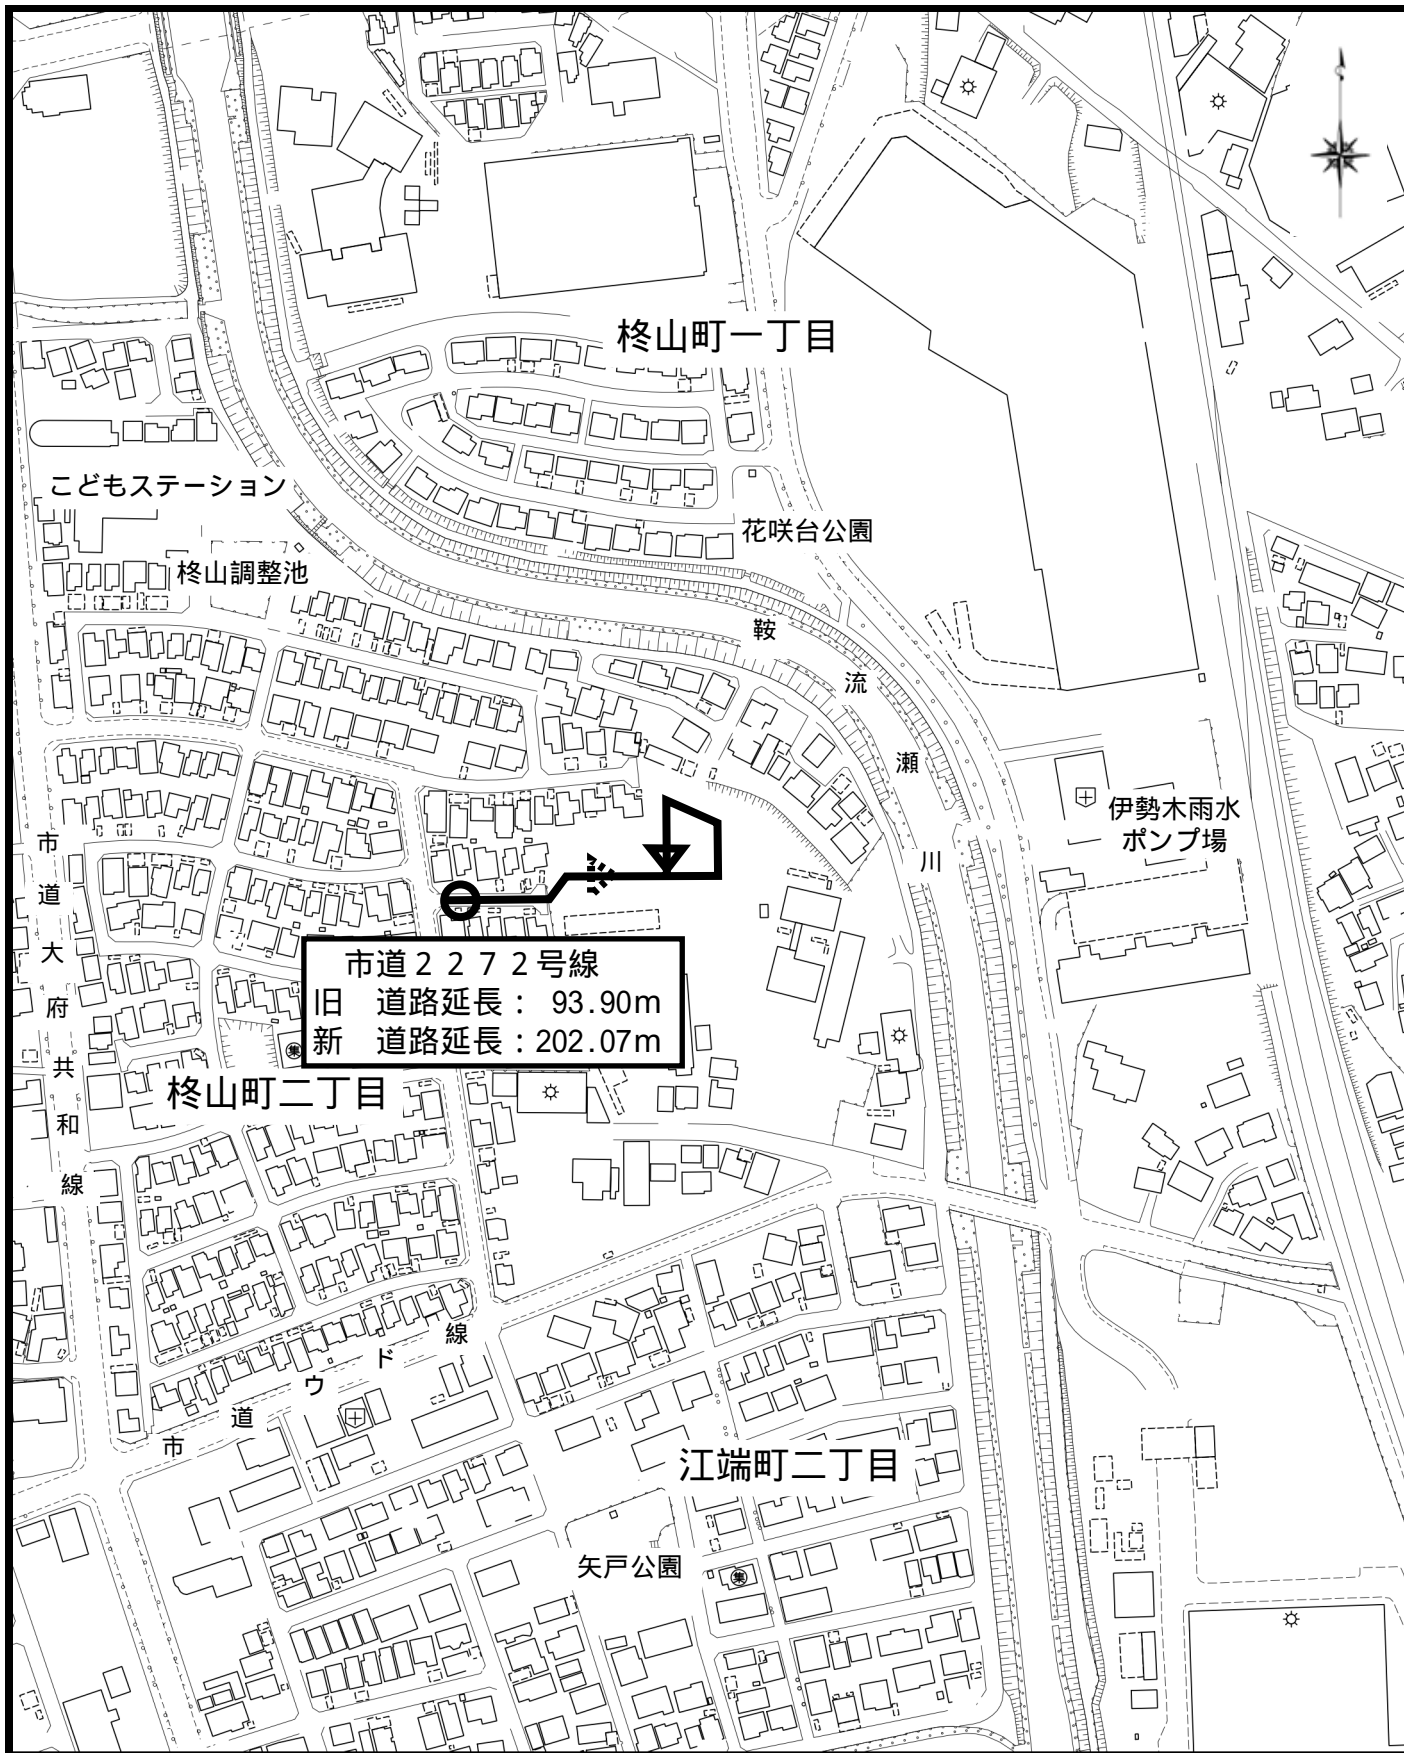 柊山町一丁目
こどもステーション
花咲台公園
柊山調整池
鞍流瀬川
伊勢木雨水
ポンプ場
市道大府共和線
市道２２７２号線
旧　道路延長： 93.90m
新　道路延長：202.07m
集
柊山町二丁目
市道ウド線
江端町二丁目
矢戸公園
集